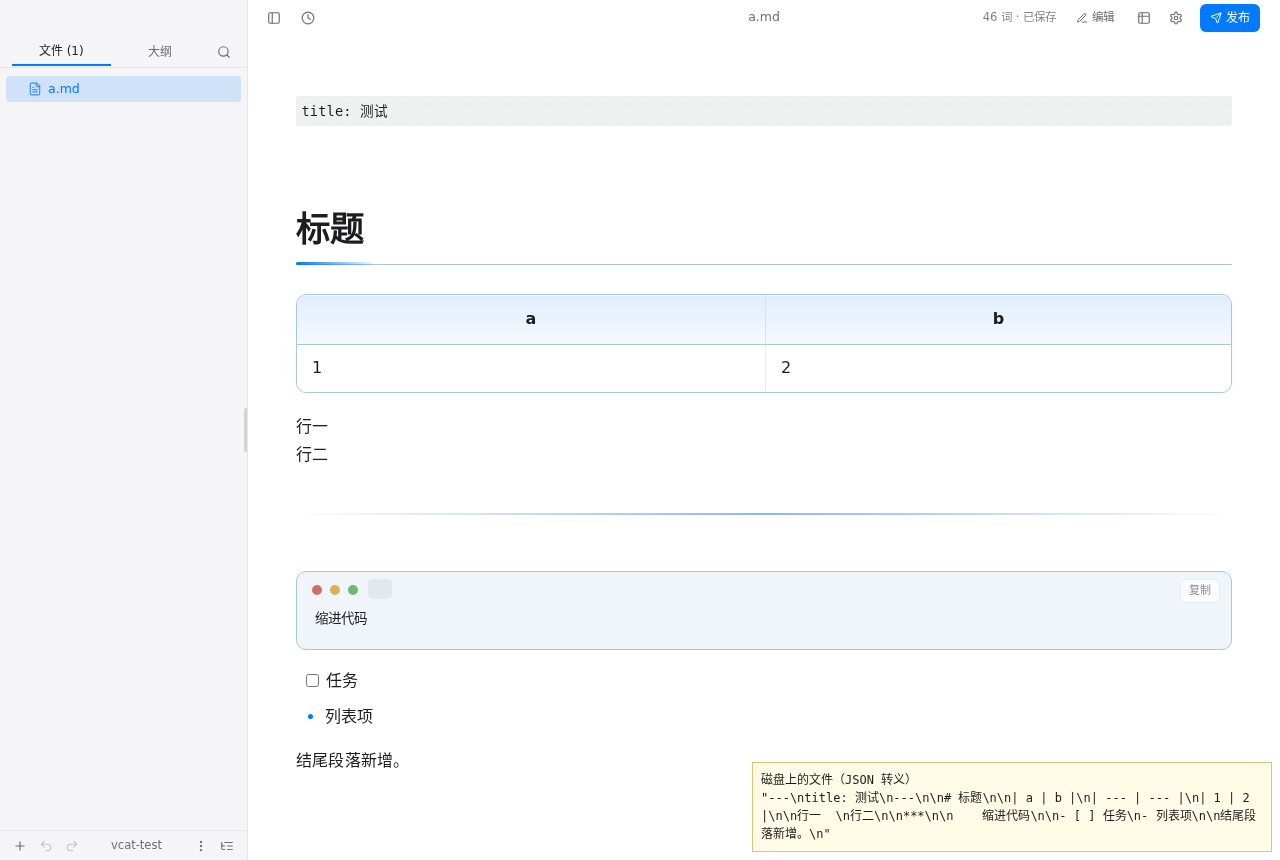 a.md
46 词 · 已保存
编辑
发布
文件 (1)
大纲
a.md
title: 测试
标题
a b
1 2
行一
行二
复制
缩进代码
任务
列表项
结尾段落新增。
磁盘上的文件（JSON 转义）
"---\ntitle: 测试\n---\n\n# 标题\n\n| a | b |\n| --- | --- |\n| 1 | 2
|\n\n行一  \n行二\n\n***\n\n    缩进代码\n\n- [ ] 任务\n- 列表项\n\n结尾段
落新增。\n"
vcat-test